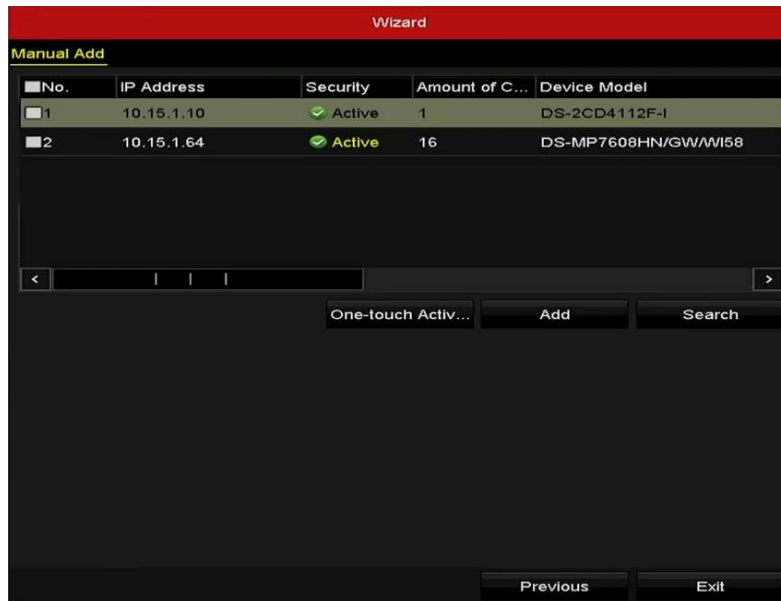 Wizard
Manual Add
No. IP Address Security Amount of C... Device Model
1 10.15.1.10 Active 1 DS-2CD4112F-I
2 10.15.1.64 Active 16 DS-MP7608HN/GW/WI58
One-touch Activ... Add Search
Previous Exit